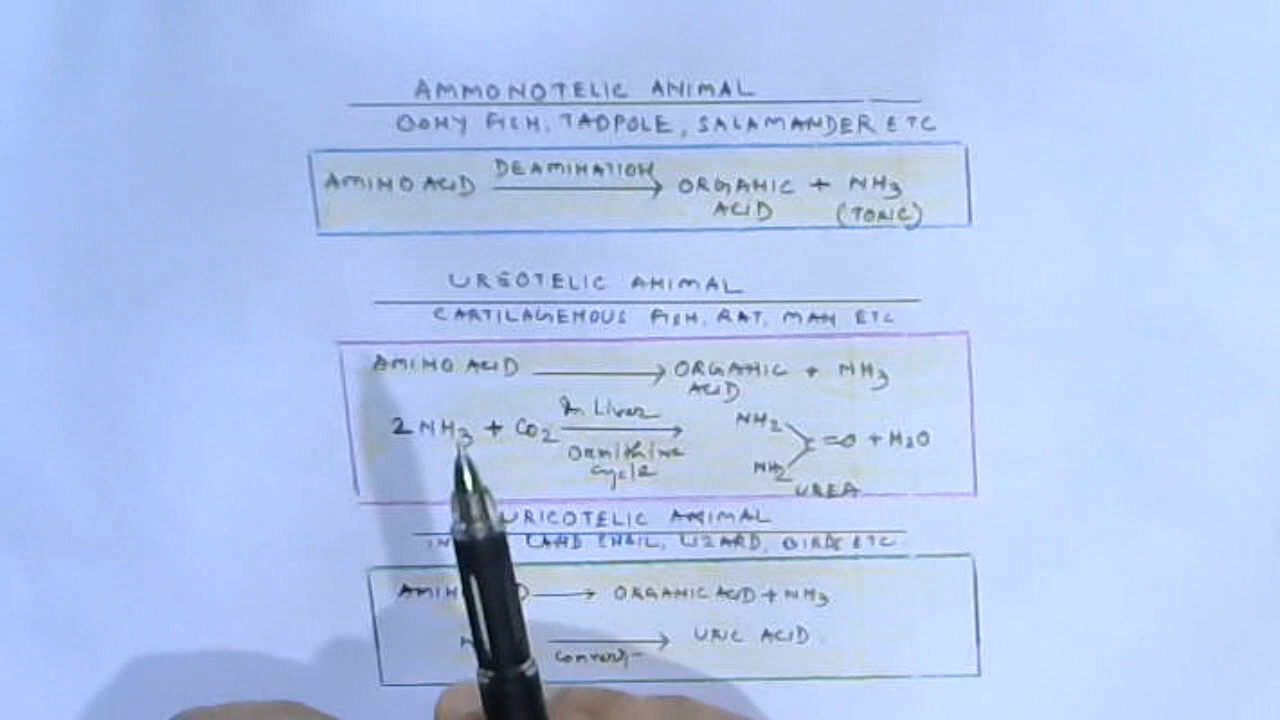 AMMONOTELIC ANIMAL
BONY FISH, TADPOLE, SALAMANDER ETC
AMINO ACID DEAMINATION ORGANIC ACID + NH3 (TOXIC)
UREOTELIC ANIMAL
CARTILAGENOUS FISH, RAT, MAN ETC
AMINO ACID ORGANIC ACID + NH3
2NH3 + CO2 In Liver Ornithine cycle NH2 NH2 C=O + H2O
UREA
URICOTELIC ANIMAL
LAND SNAIL, LIZARD, BIRDS ETC
ORGANIC ACID + NH3
URIC ACID